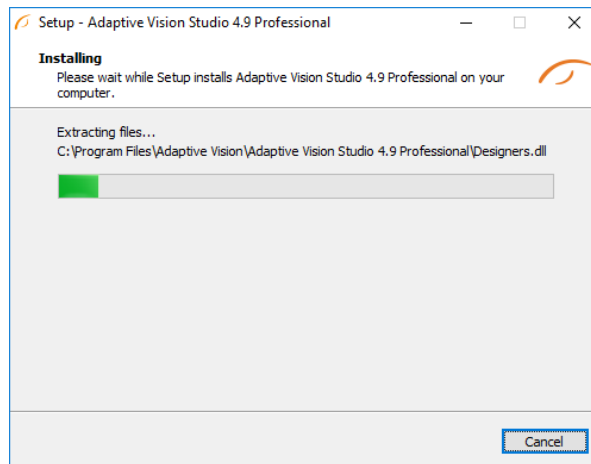 Setup - Adaptive Vision Studio 4.9 Professional
Installing
Please wait while Setup installs Adaptive Vision Studio 4.9 Professional on your
computer.
Extracting files...
C:\Program Files\Adaptive Vision\Adaptive Vision Studio 4.9 Professional\Designers.dll
Cancel